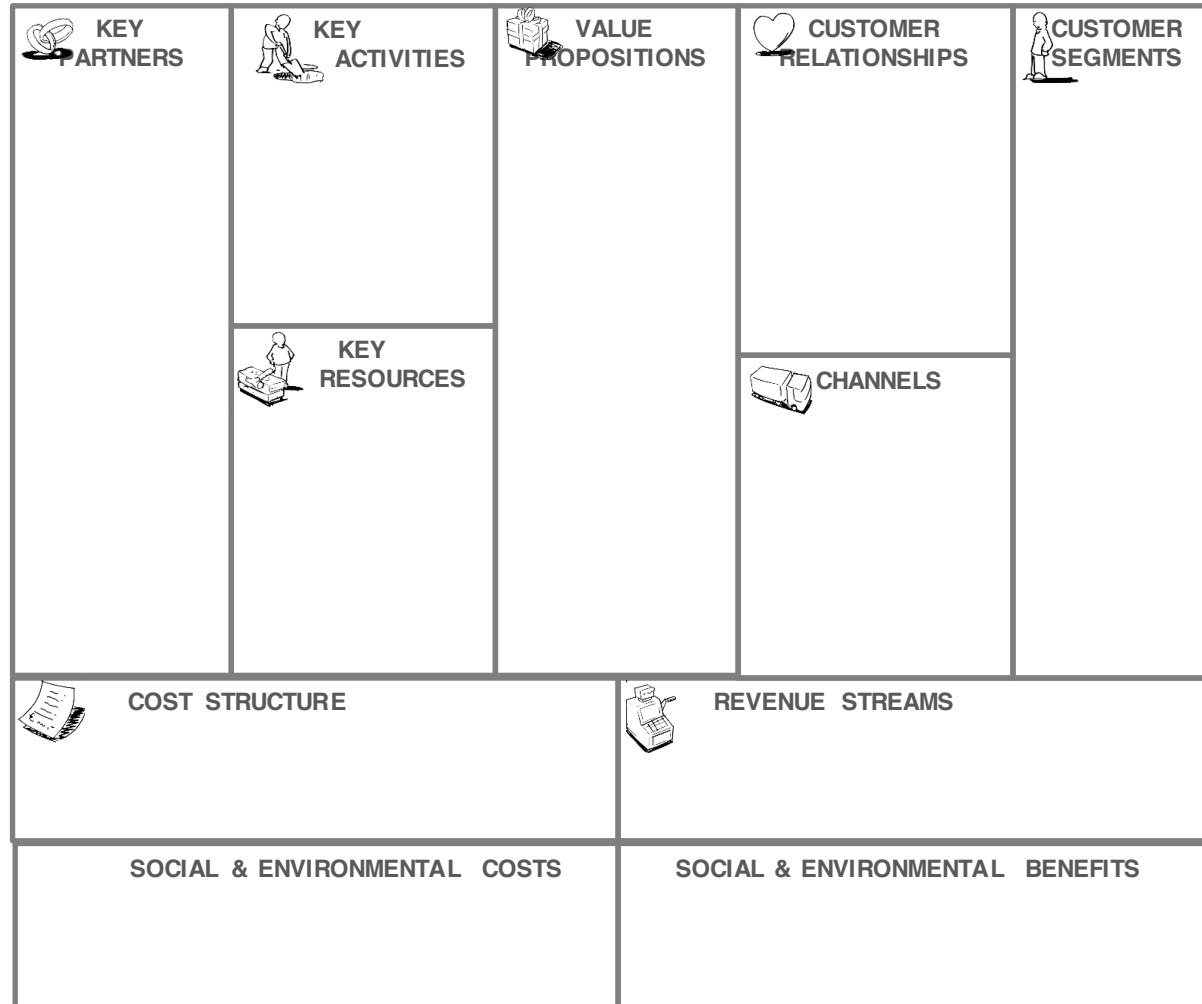 KEY
PARTNERS
KEY
ACTIVITIES
VALUE
PROPOSITIONS
CUSTOMER
RELATIONSHIPS
CUSTOMER
SEGMENTS
KEY
RESOURCES
CHANNELS
COST STRUCTURE
REVENUE STREAMS
SOCIAL & ENVIRONMENTAL COSTS
SOCIAL & ENVIRONMENTAL BENEFITS